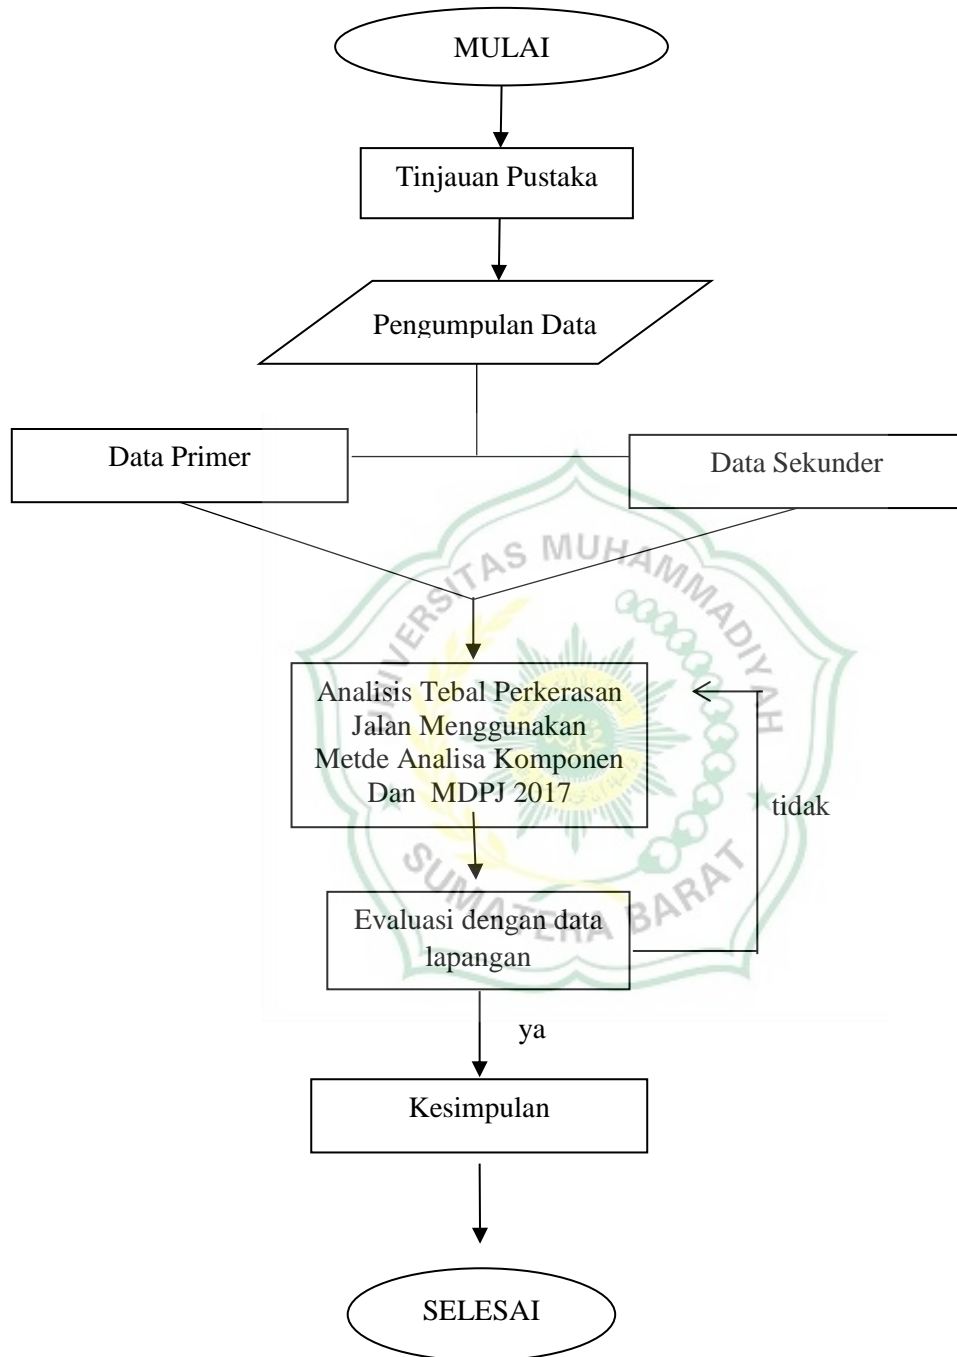 MULAI
Tinjauan Pustaka
Pengumpulan Data
Data Primer
Data Sekunder
UNIVERSITAS MUHAMMADIYAH
Analisis Tebal Perkerasan
Jalan Menggunakan
Metde Analisa Komponen
Dan MDPJ 2017
tidak
SUMATERA BARAT
Evaluasi dengan data
lapangan
ya
Kesimpulan
SELESAI